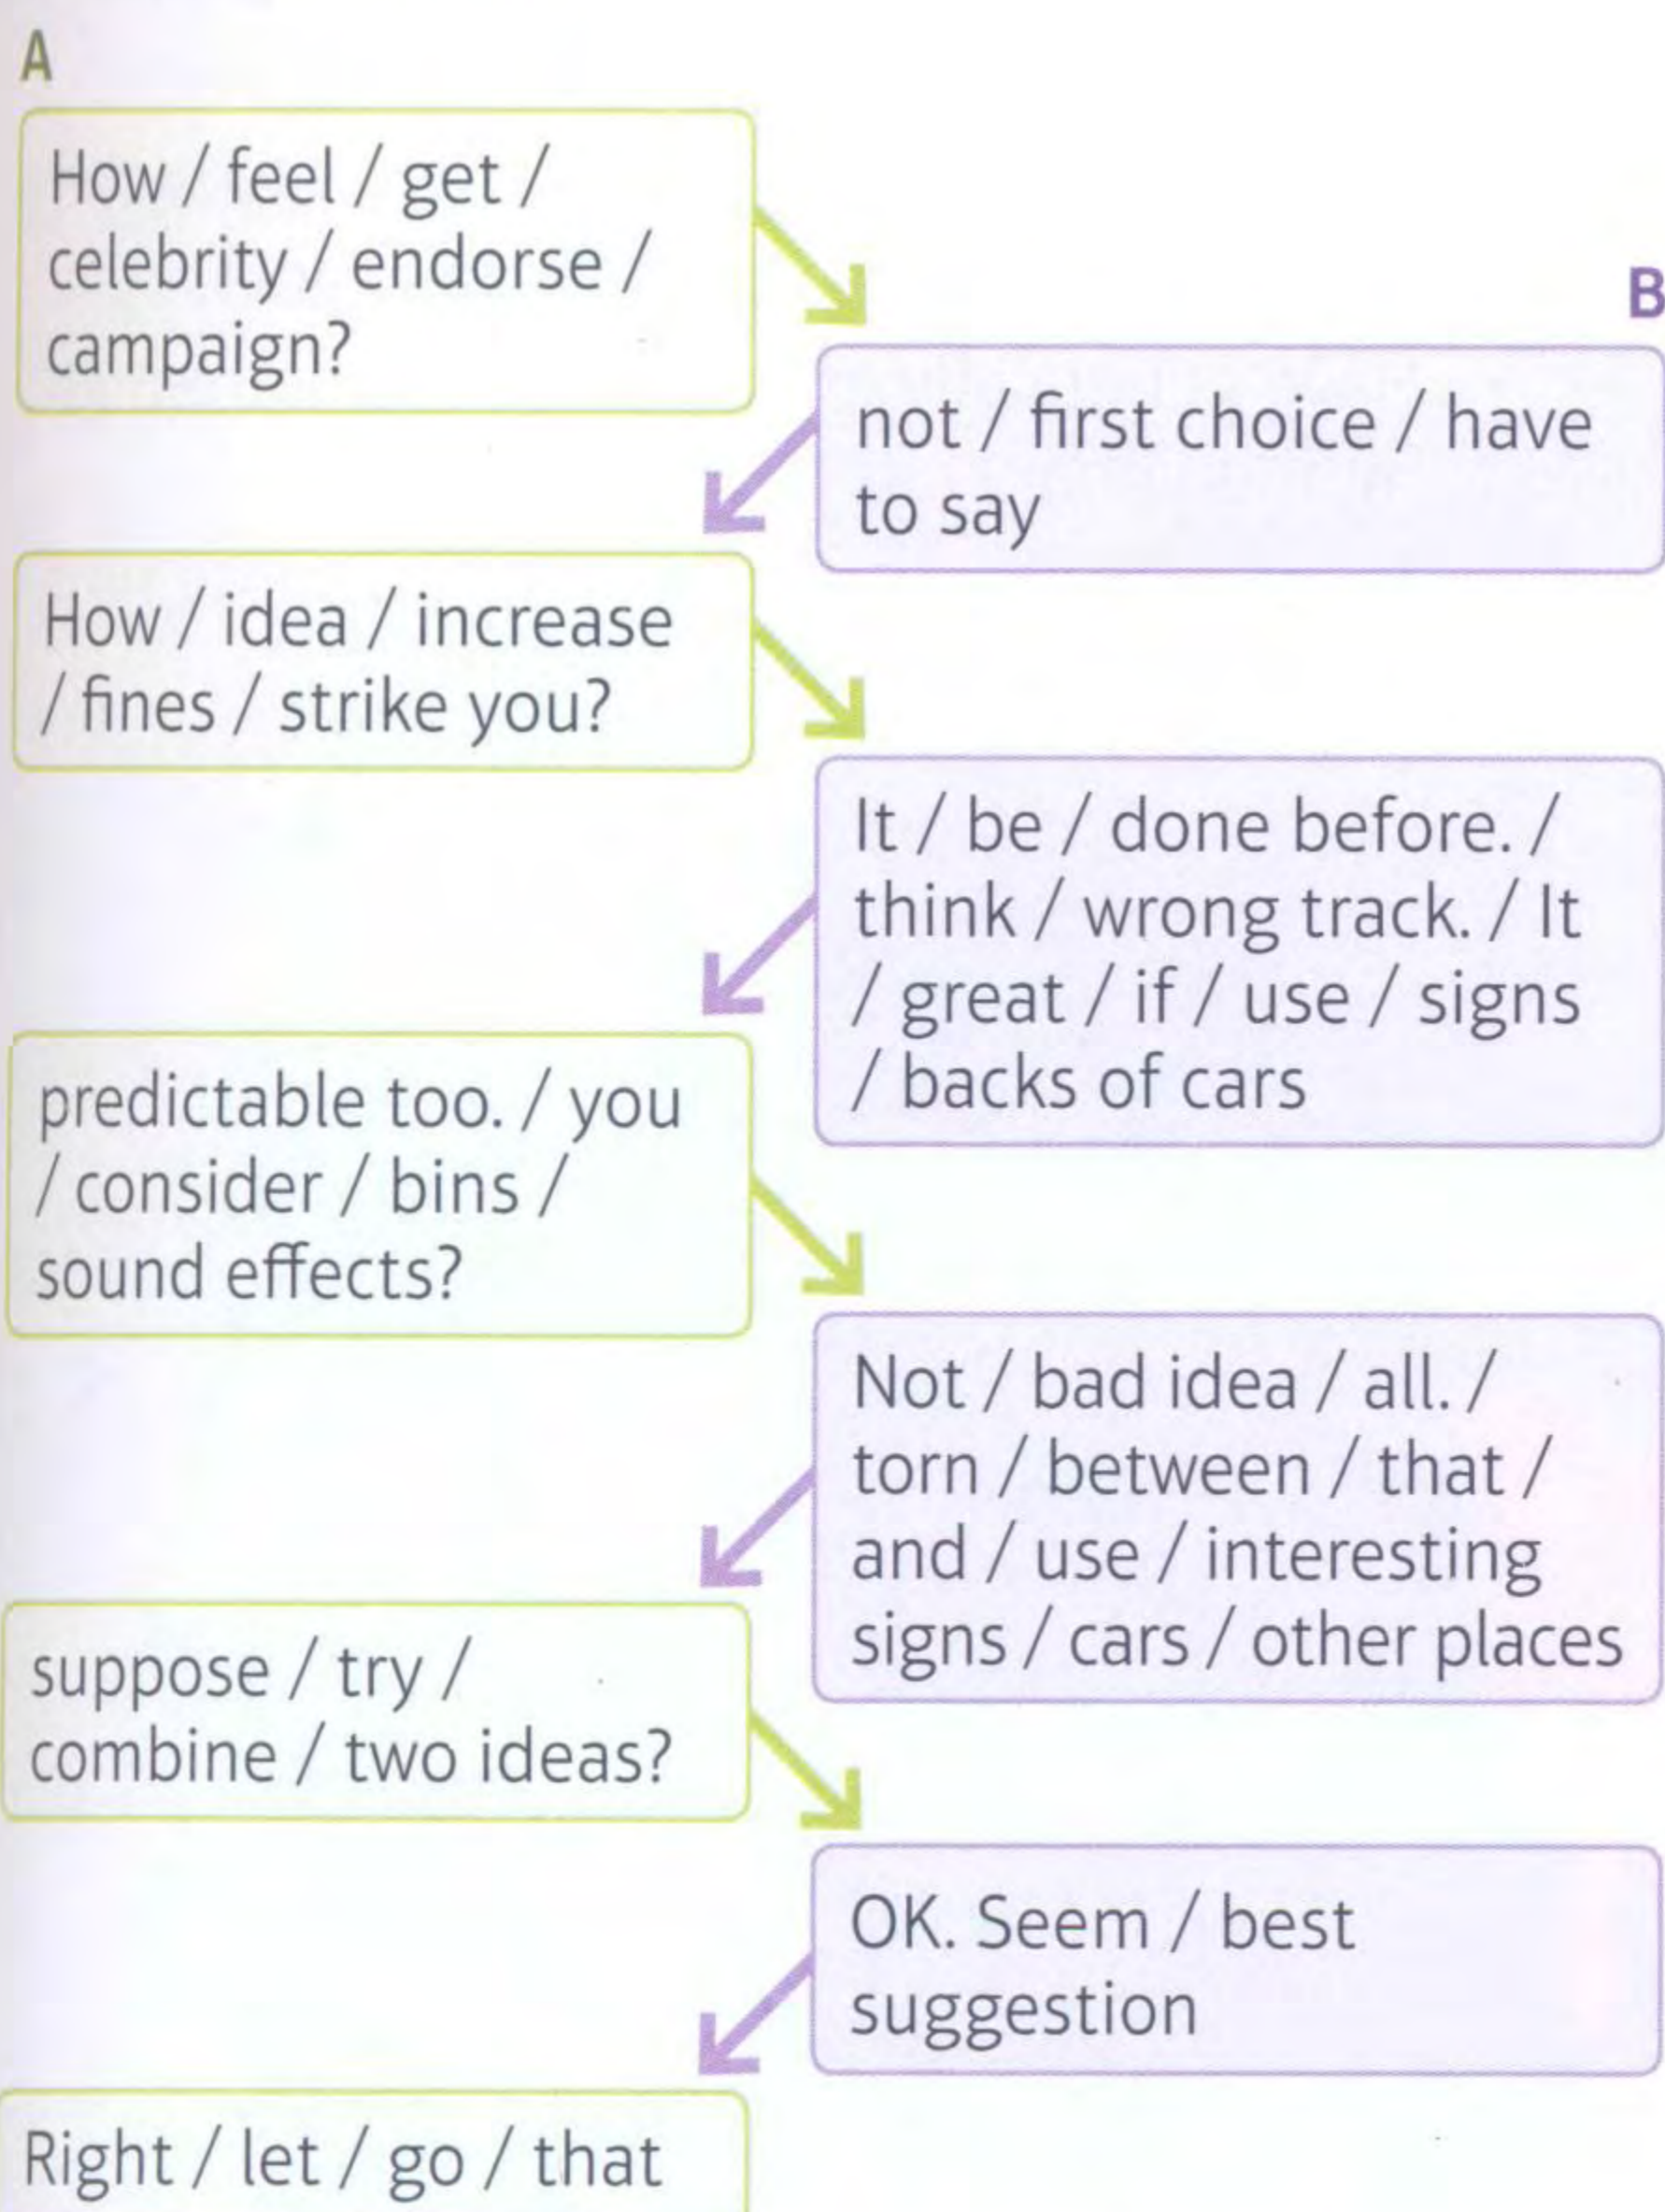 A
How / feel / get /
celebrity / endorse /
campaign?
B
not / first choice / have
to say
How / idea / increase
/ fines / strike you?
It / be / done before. /
think / wrong track. / It
/ great / if / use / signs
/ backs of cars
predictable too. / you
/ consider / bins /
sound effects?
Not / bad idea / all. /
torn / between / that /
and / use / interesting
signs / cars / other places
suppose / try /
combine / two ideas?
OK. Seem / best
suggestion
Right / let / go / that